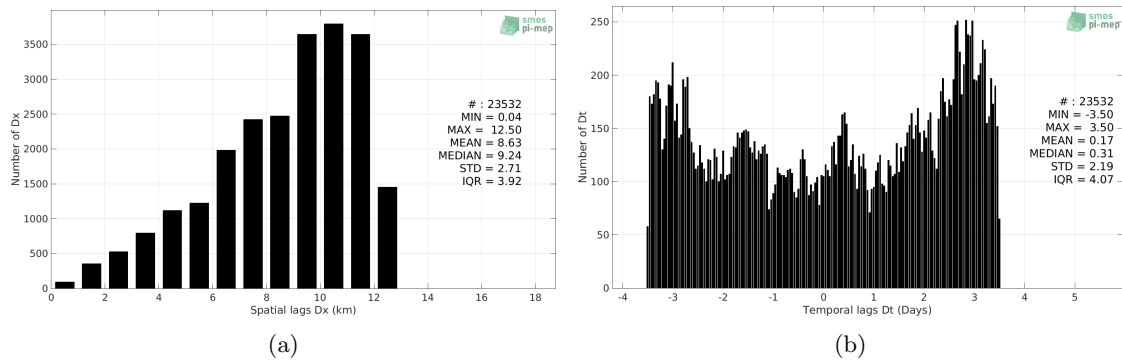 smos
pi-mep
3500
3000
2500
2000
1500
1000
500
0
Number of Dx
# : 23532
MIN = 0.04
MAX = 12.50
MEAN = 8.63
MEDIAN = 9.24
STD = 2.71
IQR = 3.92
0 2 4 6 8 10 12 14 16 18
Spatial lags Dx (km)
(a)
smos
pi-mep
250
200
150
100
50
0
Number of Dt
# : 23532
MIN = -3.50
MAX = 3.50
MEAN = 0.17
MEDIAN = 0.31
STD = 2.19
IQR = 4.07
-4 -3 -2 -1 0 1 2 3 4 5
Temporal lags Dt (Days)
(b)